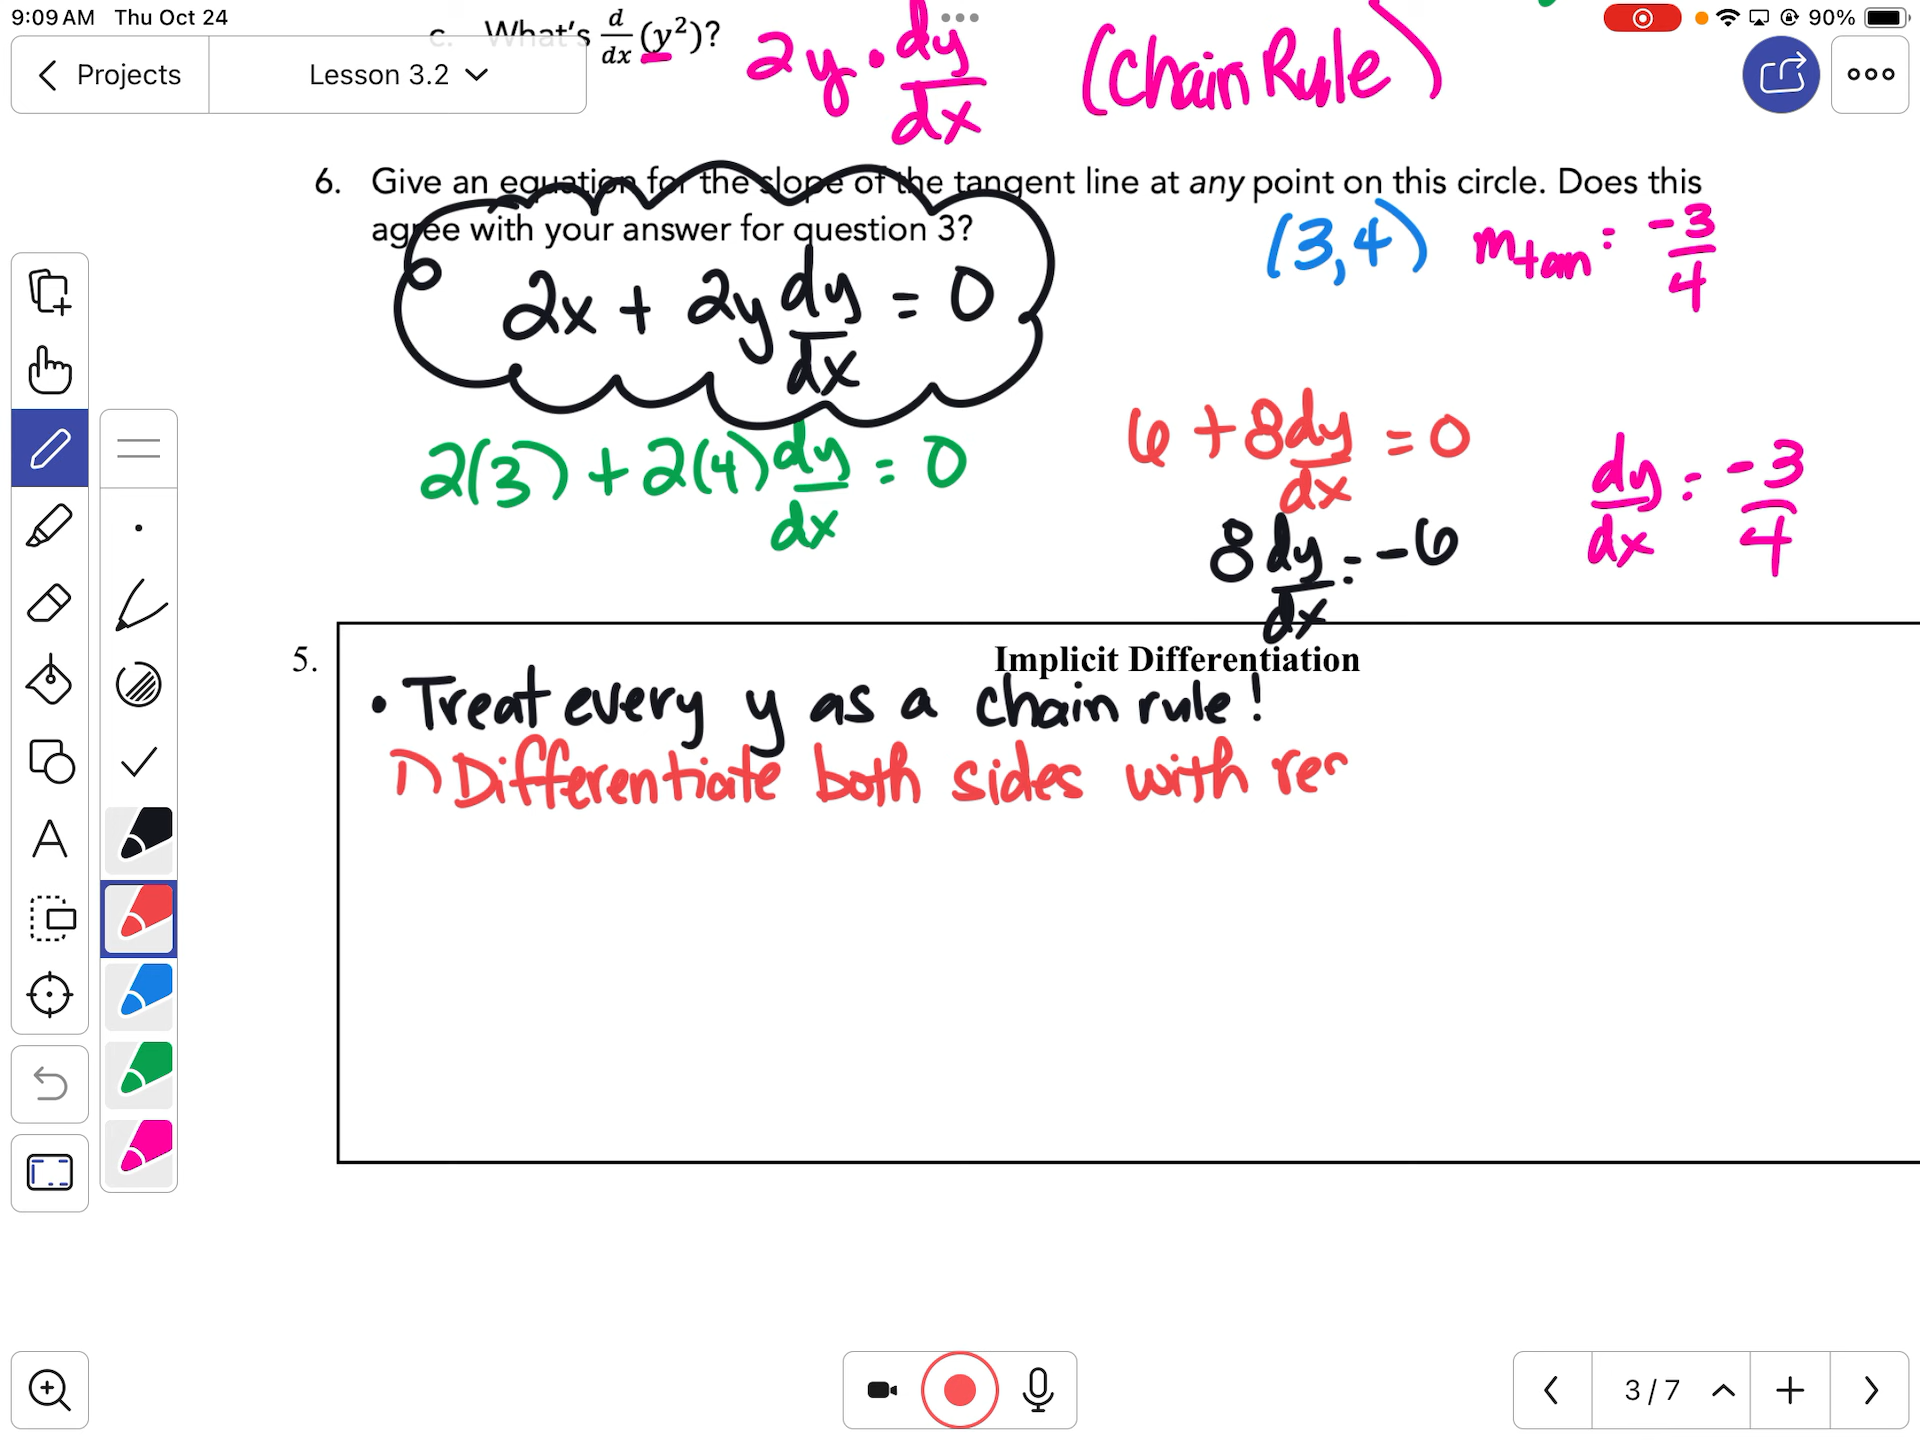 9:09 AM Thu Oct 24
90%
Projects
Lesson 3.2
c. What's d/dx (y²)?
2y · dy/dx (Chain Rule)
6. Give an equation for the slope of the tangent line at any point on this circle. Does this
agree with your answer for question 3?
(3,4) mtan = -3/4
2x + 2y dy/dx = 0
2(3) + 2(4) dy/dx = 0
6 + 8 dy/dx = 0
8 dy/dx = -6
dy/dx = -3/4
5.
Implicit Differentiation
• Treat every y as a chain rule!
1) Differentiate both sides with res
A
3 / 7